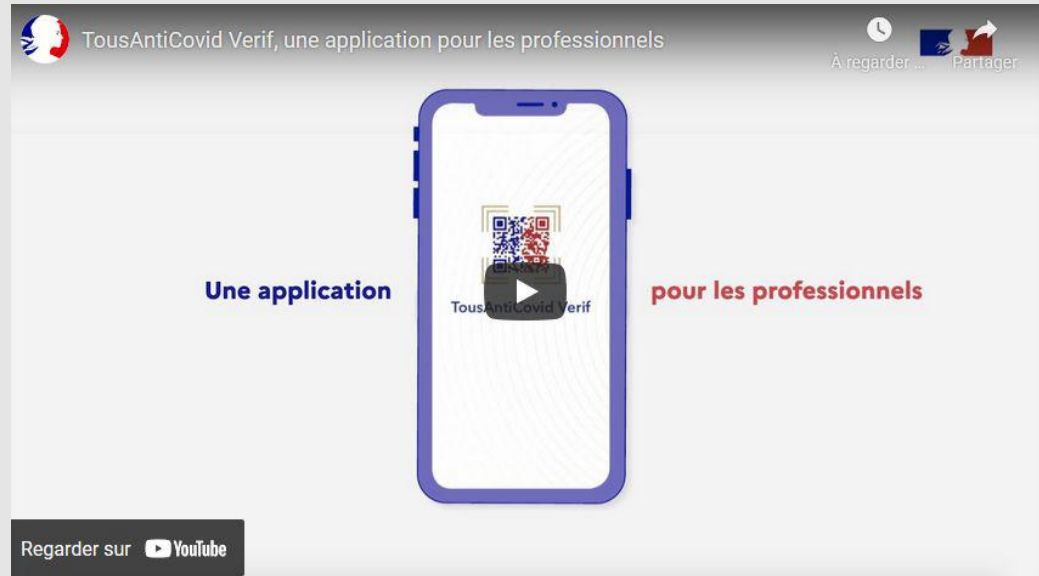 TousAntiCovid Verif, une application pour les professionnels
À regarder ...
Partager
Une application
pour les professionnels
TousAntiCovid Verif
Regarder sur YouTube